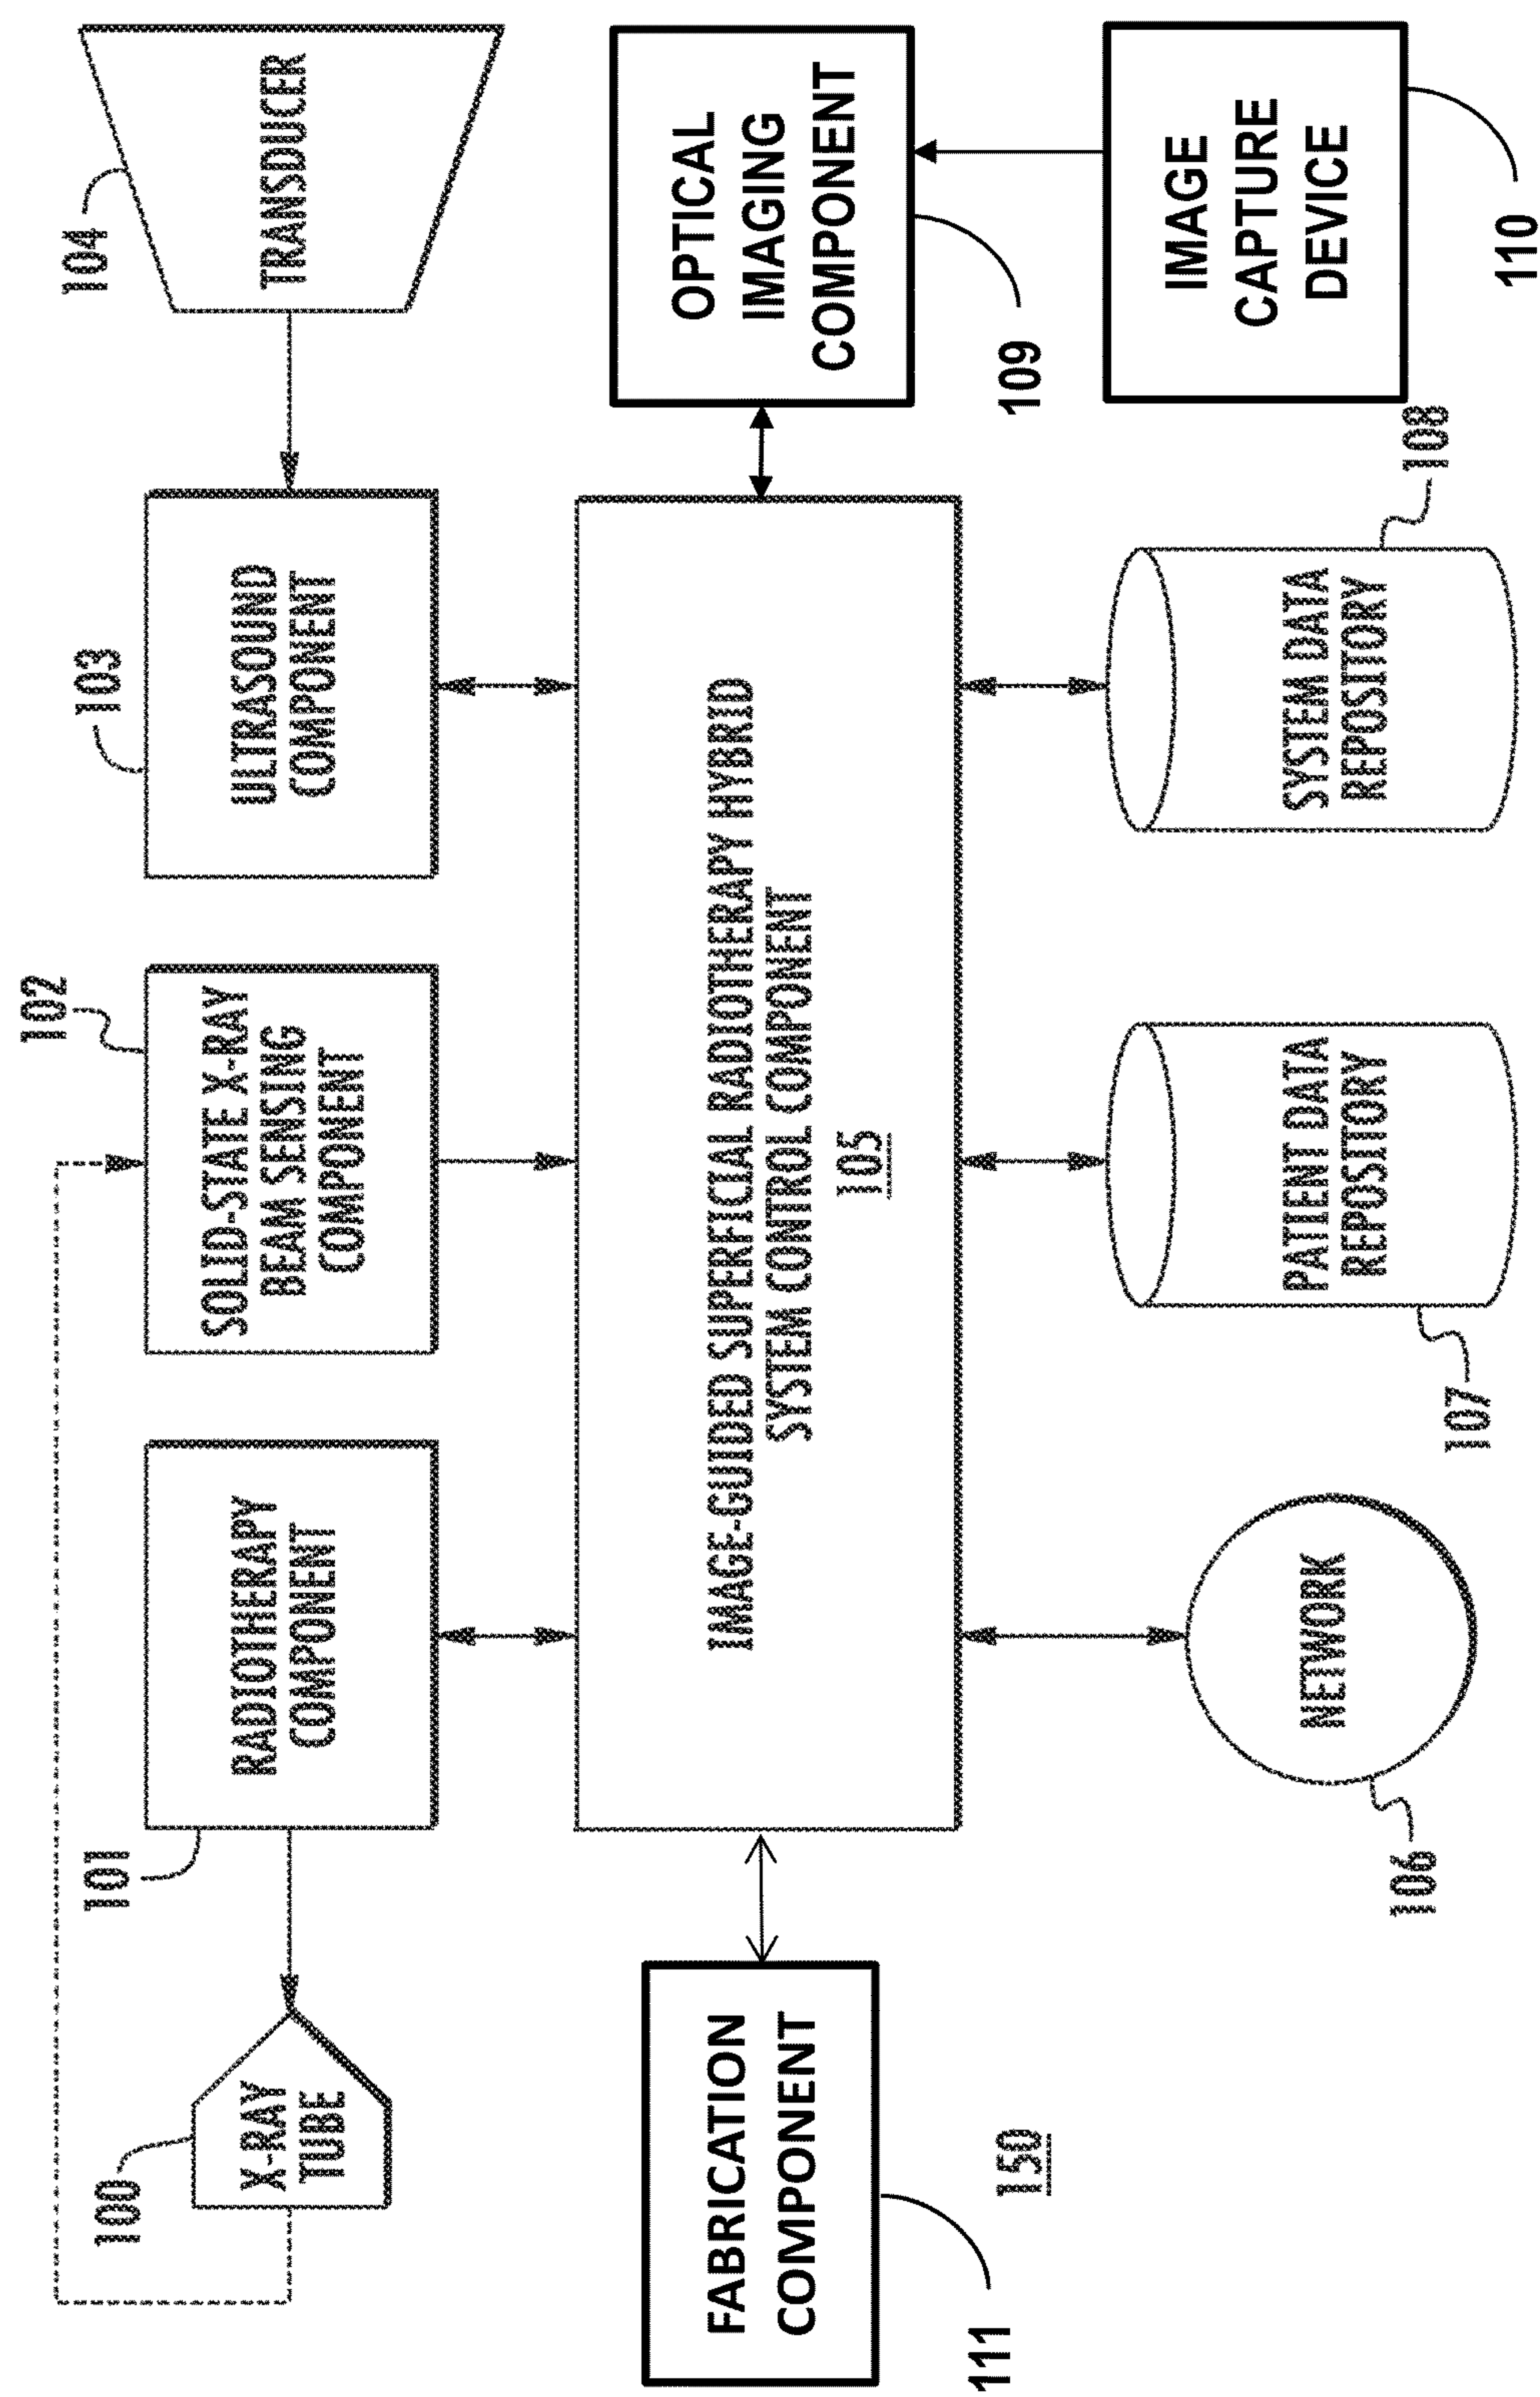 104
TRANSDUCER
103
ULTRASOUND
COMPONENT
102
SOLID-STATE X-RAY
BEAM SENSING
COMPONENT
101
RADIOTHERAPY
COMPONENT
100
X-RAY
TUBE
OPTICAL
IMAGING
COMPONENT
109
IMAGE-GUIDED SUPERFICIAL RADIOTHERAPY HYBRID
SYSTEM CONTROL COMPONENT
105
FABRICATION
COMPONENT
111
150
IMAGE
CAPTURE
DEVICE
110
SYSTEM DATA
REPOSITORY
108
PATIENT DATA
REPOSITORY
107
NETWORK
106